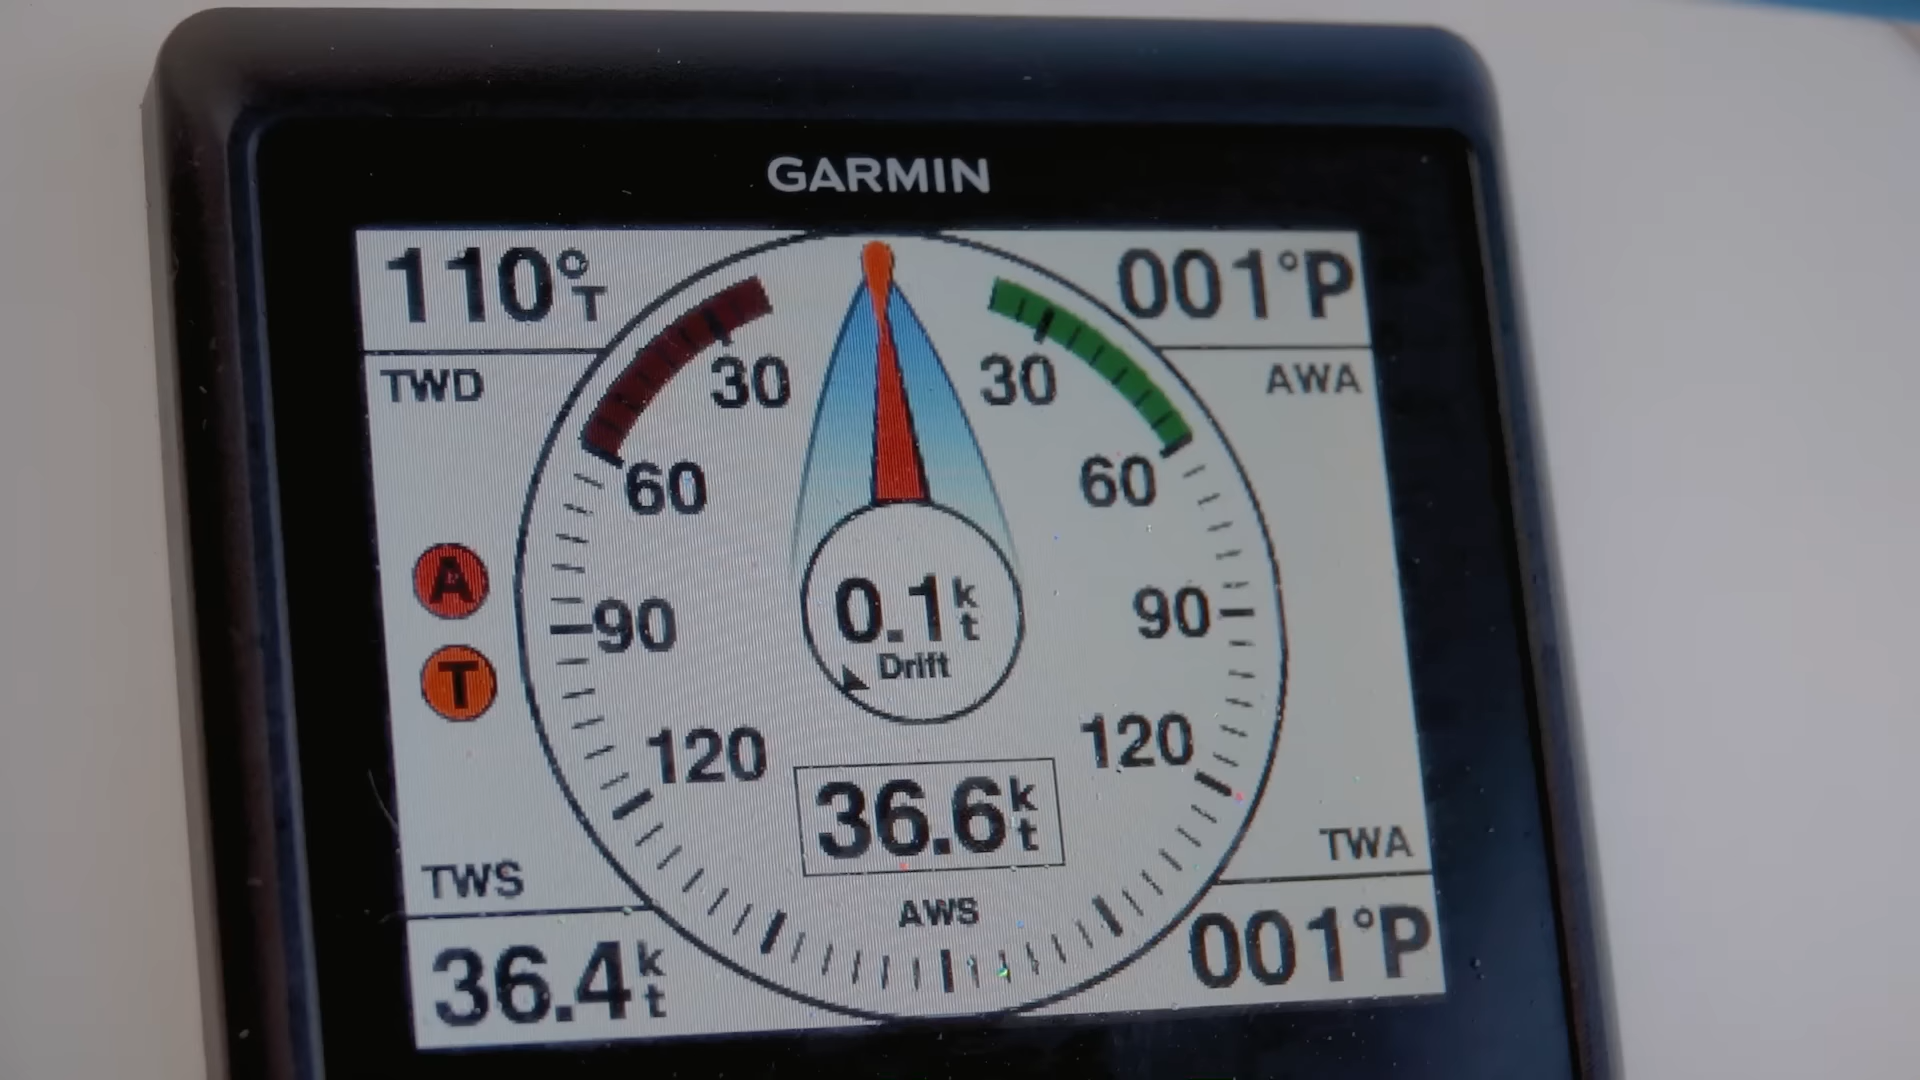 GARMIN
110°T
TWD
001°P
AWA
30
30
60
60
A
T
90
90
0.1kt
Drift
120
120
36.6kt
AWS
TWS
36.4kt
TWA
001°P